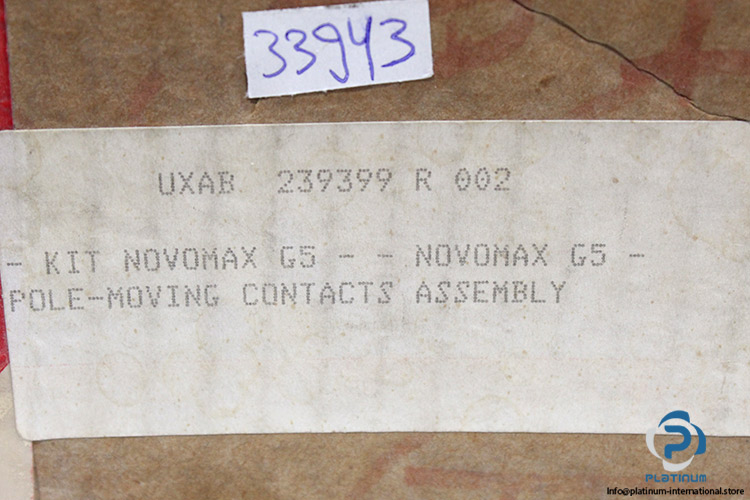 33943
UXAB 239399 R 002
- KIT NOVOMAX G5 - - NOVOMAX G5 -
POLE-MOVING CONTACTS ASSEMBLY
PLATINUM
Info@platinum-international.store